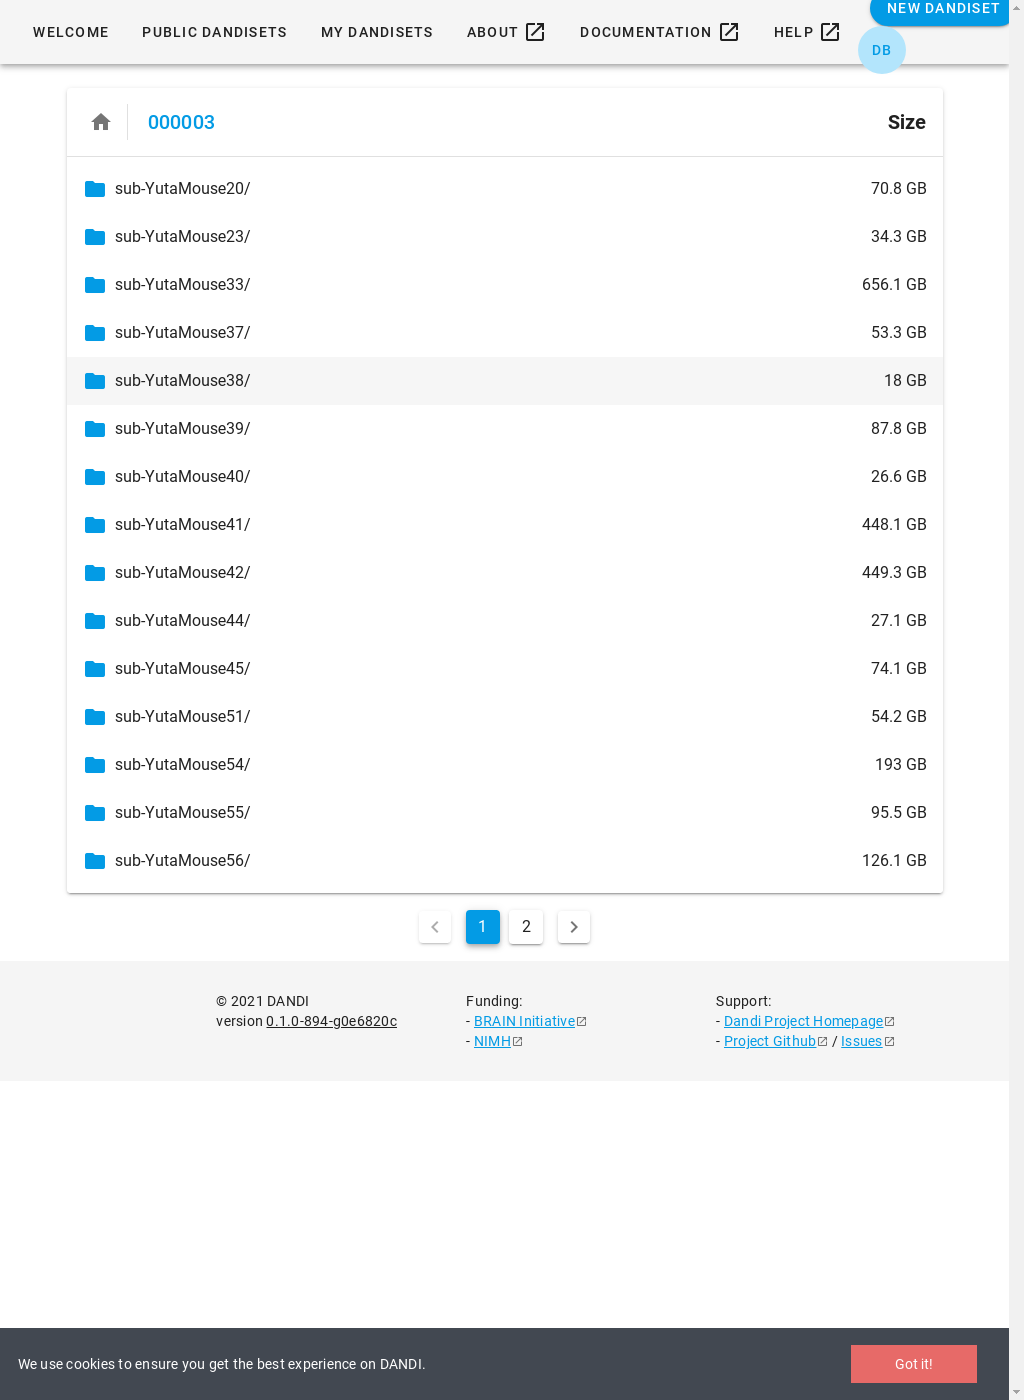 NEW DANDISET
WELCOME PUBLIC DANDISETS MY DANDISETS ABOUT DOCUMENTATION HELP
DB
000003 Size
sub-YutaMouse20/ 70.8 GB
sub-YutaMouse23/ 34.3 GB
sub-YutaMouse33/ 656.1 GB
sub-YutaMouse37/ 53.3 GB
sub-YutaMouse38/ 18 GB
sub-YutaMouse39/ 87.8 GB
sub-YutaMouse40/ 26.6 GB
sub-YutaMouse41/ 448.1 GB
sub-YutaMouse42/ 449.3 GB
sub-YutaMouse44/ 27.1 GB
sub-YutaMouse45/ 74.1 GB
sub-YutaMouse51/ 54.2 GB
sub-YutaMouse54/ 193 GB
sub-YutaMouse55/ 95.5 GB
sub-YutaMouse56/ 126.1 GB
1 2
© 2021 DANDI
version 0.1.0-894-g0e6820c
Funding:
- BRAIN Initiative
- NIMH
Support:
- Dandi Project Homepage
- Project Github / Issues
We use cookies to ensure you get the best experience on DANDI.
Got it!